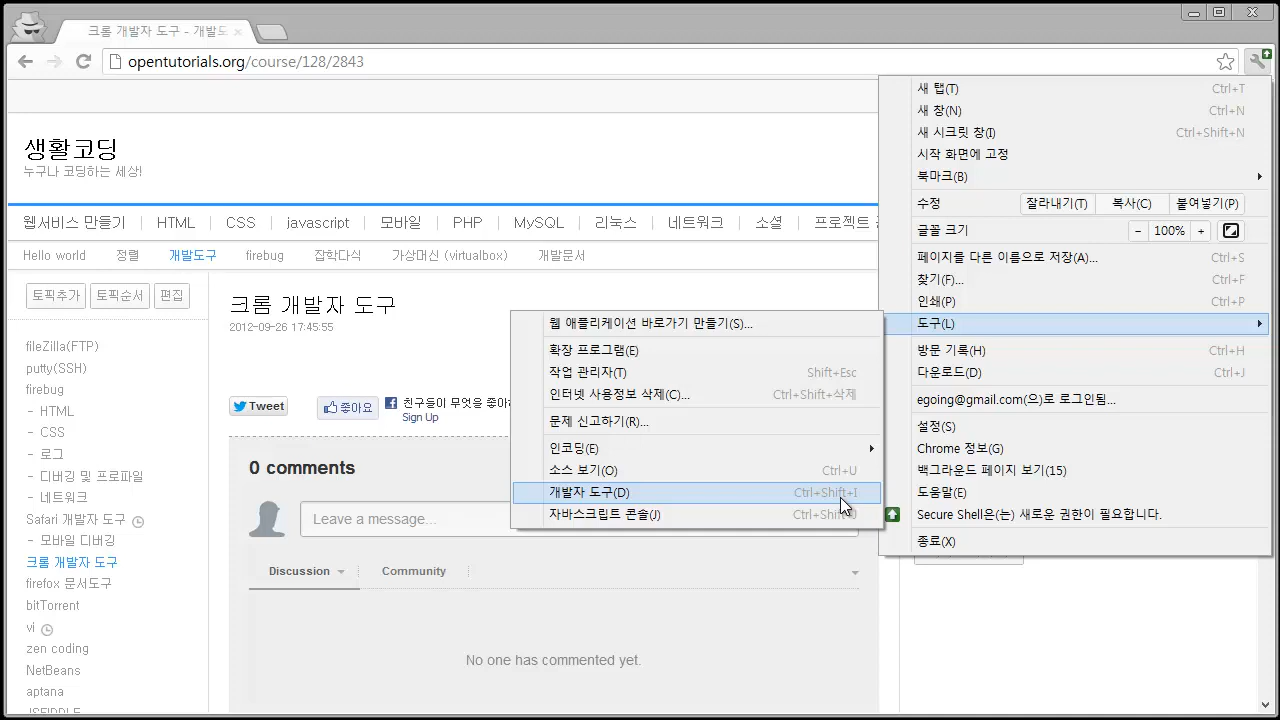 크롬 개발자 도구 - 개발도
opentutorials.org/course/128/2843
생활코딩
누구나 코딩하는 세상!
웹서비스 만들기 HTML CSS javascript 모바일 PHP MySQL 리눅스 네트워크 소셜 프로젝트
Hello world 정렬 개발도구 firebug 잡학다식 가상머신 (virtualbox) 개발문서
토픽추가 토픽순서 편집
fileZilla(FTP)
putty(SSH)
firebug
- HTML
- CSS
- 로그
- 디버깅 및 프로파일
- 네트워크
Safari 개발자 도구
- 모바일 디버깅
크롬 개발자 도구
firefox 문서도구
bitTorrent
vi
zen coding
NetBeans
aptana
JSFIDDLE
크롬 개발자 도구
2012-09-26 17:45:55
Tweet 좋아요 친구들이 무엇을 좋아하
Sign Up
0 comments
Leave a message...
Discussion Community
No one has commented yet.
웹 애플리케이션 바로가기 만들기(S)...
확장 프로그램(E)
작업 관리자(T) Shift+Esc
인터넷 사용정보 삭제(C)... Ctrl+Shift+삭제
문제 신고하기(R)...
인코딩(E)
소스 보기(O) Ctrl+U
개발자 도구(D) Ctrl+Shift+I
자바스크립트 콘솔(J) Ctrl+Shift+J
새 탭(T) Ctrl+T
새 창(N) Ctrl+N
새 시크릿 창(I) Ctrl+Shift+N
시작 화면에 고정
북마크(B)
수정 잘라내기(T) 복사(C) 붙여넣기(P)
글꼴 크기 - 100% +
페이지를 다른 이름으로 저장(A)... Ctrl+S
찾기(F)... Ctrl+F
인쇄(P) Ctrl+P
도구(L)
방문 기록(H) Ctrl+H
다운로드(D) Ctrl+J
egoing@gmail.com(으)로 로그인됨...
설정(S)
Chrome 정보(G)
백그라운드 페이지 보기(15)
도움말(E)
Secure Shell은(는) 새로운 권한이 필요합니다.
종료(X)